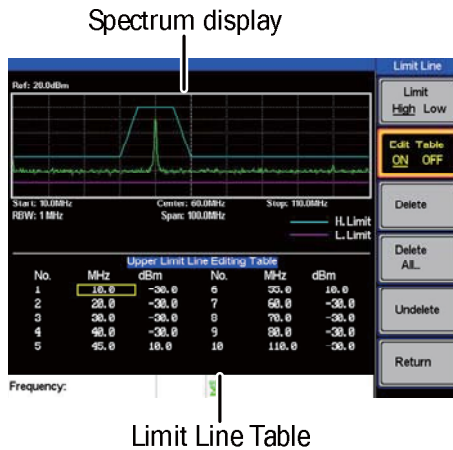 Spectrum display
Limit Line
Ref: 20.0dBm
Limit
High Low
Edit Table
ON OFF
Delete
Delete
All...
Undelete
Return
Start: 10.0MHz Center: 60.0MHz Stop: 110.0MHz
RBW: 1 MHz Span: 100.0MHz
H. Limit
L. Limit
Upper Limit Line Editing Table
No. MHz dBm No. MHz dBm
1 10.0 -30.0 6 55.0 10.0
2 20.0 -30.0 7 60.0 -30.0
3 30.0 -30.0 8 70.0 -30.0
4 40.0 -30.0 9 80.0 -30.0
5 45.0 10.0 10 110.0 -30.0
Frequency:
Limit Line Table